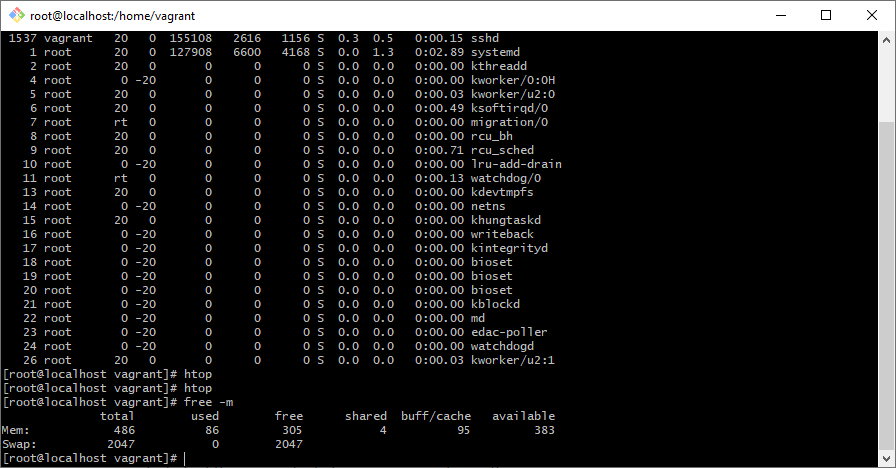 root@localhost:/home/vagrant
1537 vagrant 20 0 155108 2616 1156 S 0.3 0.5 0:00.15 sshd
1 root 20 0 127908 6600 4168 S 0.0 1.3 0:02.89 systemd
2 root 20 0 0 0 0 S 0.0 0.0 0:00.00 kthreadd
4 root 0 -20 0 0 0 S 0.0 0.0 0:00.00 kworker/0:0H
5 root 20 0 0 0 0 S 0.0 0.0 0:00.03 kworker/u2:0
6 root 20 0 0 0 0 S 0.0 0.0 0:00.49 ksoftirqd/0
7 root rt 0 0 0 0 S 0.0 0.0 0:00.00 migration/0
8 root 20 0 0 0 0 S 0.0 0.0 0:00.00 rcu_bh
9 root 20 0 0 0 0 S 0.0 0.0 0:00.71 rcu_sched
10 root 0 -20 0 0 0 S 0.0 0.0 0:00.00 lru-add-drain
11 root rt 0 0 0 0 S 0.0 0.0 0:00.13 watchdog/0
13 root 20 0 0 0 0 S 0.0 0.0 0:00.00 kdevtmpfs
14 root 0 -20 0 0 0 S 0.0 0.0 0:00.00 netns
15 root 20 0 0 0 0 S 0.0 0.0 0:00.00 khungtaskd
16 root 0 -20 0 0 0 S 0.0 0.0 0:00.00 writeback
17 root 0 -20 0 0 0 S 0.0 0.0 0:00.00 kintegrityd
18 root 0 -20 0 0 0 S 0.0 0.0 0:00.00 bioset
19 root 0 -20 0 0 0 S 0.0 0.0 0:00.00 bioset
20 root 0 -20 0 0 0 S 0.0 0.0 0:00.00 bioset
21 root 0 -20 0 0 0 S 0.0 0.0 0:00.00 kblockd
22 root 0 -20 0 0 0 S 0.0 0.0 0:00.00 md
23 root 0 -20 0 0 0 S 0.0 0.0 0:00.00 edac-poller
24 root 0 -20 0 0 0 S 0.0 0.0 0:00.00 watchdogd
26 root 20 0 0 0 0 S 0.0 0.0 0:00.03 kworker/u2:1
[root@localhost vagrant]# htop
[root@localhost vagrant]# htop
[root@localhost vagrant]# free -m
total used free shared buff/cache available
Mem: 486 86 305 4 95 383
Swap: 2047 0 2047
[root@localhost vagrant]#